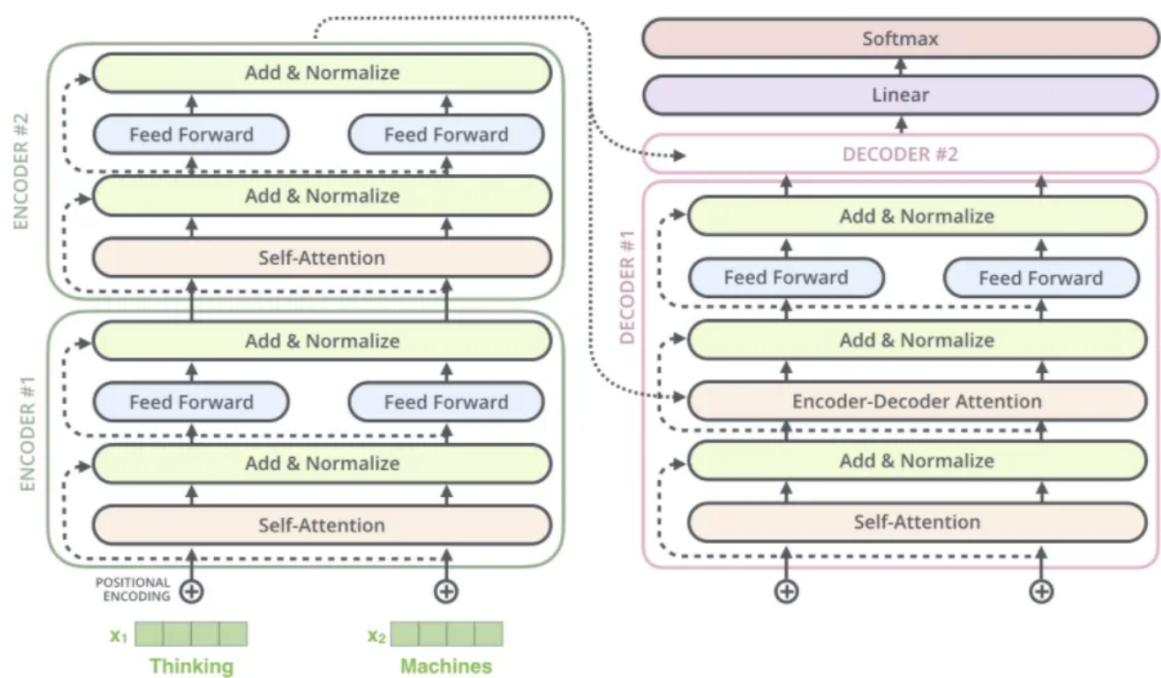 ENCODER #2
Add & Normalize
Feed Forward
Feed Forward
Add & Normalize
Self-Attention
ENCODER #1
Add & Normalize
Feed Forward
Feed Forward
Add & Normalize
Self-Attention
POSITIONAL
ENCODING
x₁
x₂
Thinking
Machines
Softmax
Linear
DECODER #2
DECODER #1
Add & Normalize
Feed Forward
Feed Forward
Add & Normalize
Encoder-Decoder Attention
Add & Normalize
Self-Attention